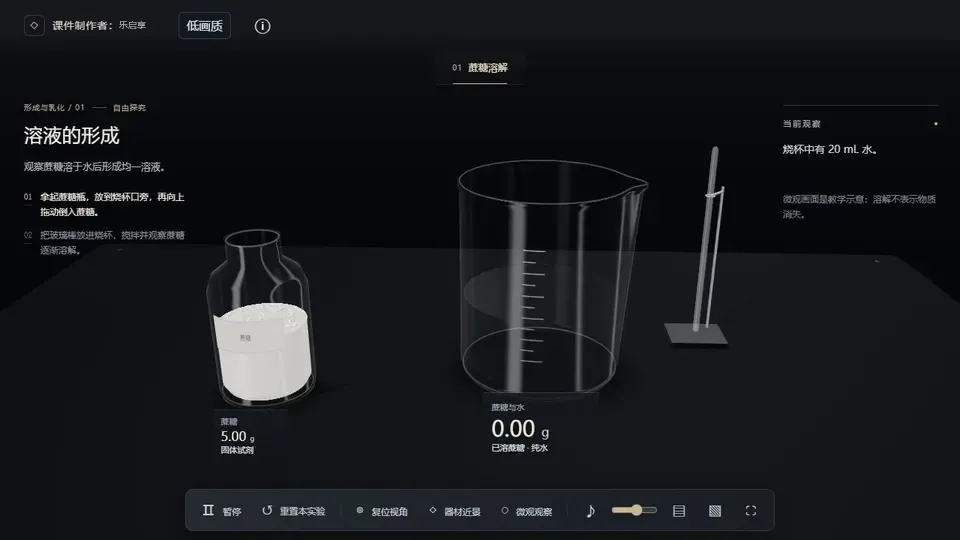 课件制作者：乐启享
低画质
01 蔗糖溶解
形成与乳化 / 01 —— 自由探究
溶液的形成
观察蔗糖溶于水后形成均一溶液。
01 拿起蔗糖瓶，放到烧杯口旁，再向上
拖动倒入蔗糖。
02 把玻璃棒放进烧杯，搅拌并观察蔗糖
逐渐溶解。
当前观察
烧杯中有 20 mL 水。
微观画面是教学示意；溶解不表示物质
消失。
蔗糖
蔗糖
5.00 g
固体试剂
蔗糖与水
0.00 g
已溶蔗糖 · 纯水
暂停
重置本实验
复位视角
器材近景
微观观察